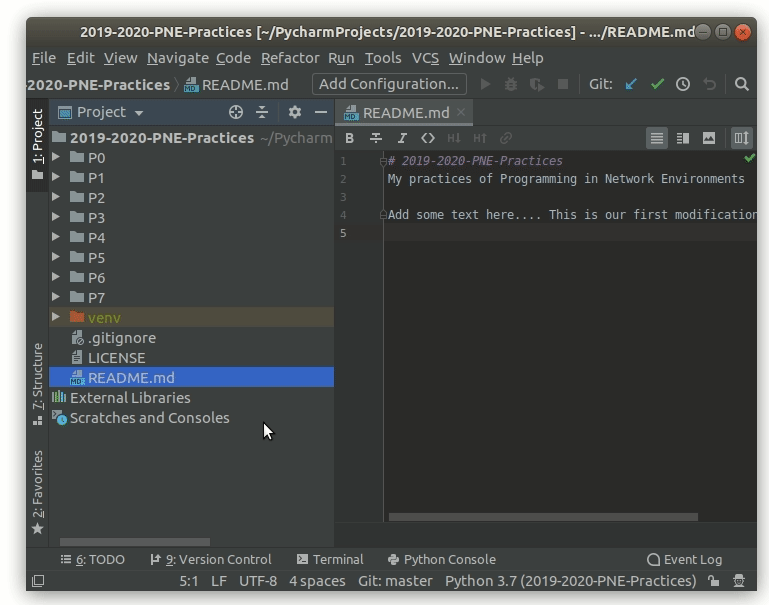 2019-2020-PNE-Practices [~/PycharmProjects/2019-2020-PNE-Practices] - .../README.md
File Edit View Navigate Code Refactor Run Tools VCS Window Help
-2020-PNE-Practices README.md Add Configuration... Git:
1: Project
Project
README.md
2019-2020-PNE-Practices ~/Pycharm
P0
P1
P2
P3
P4
P5
P6
P7
venv
.gitignore
LICENSE
README.md
External Libraries
Scratches and Consoles
B I H↓ H↑
1 # 2019-2020-PNE-Practices
2 My practices of Programming in Network Environments
3
4 Add some text here.... This is our first modification
5
7: Structure
2: Favorites
6: TODO 9: Version Control Terminal Python Console Event Log
5:1 LF UTF-8 4 spaces Git: master Python 3.7 (2019-2020-PNE-Practices)